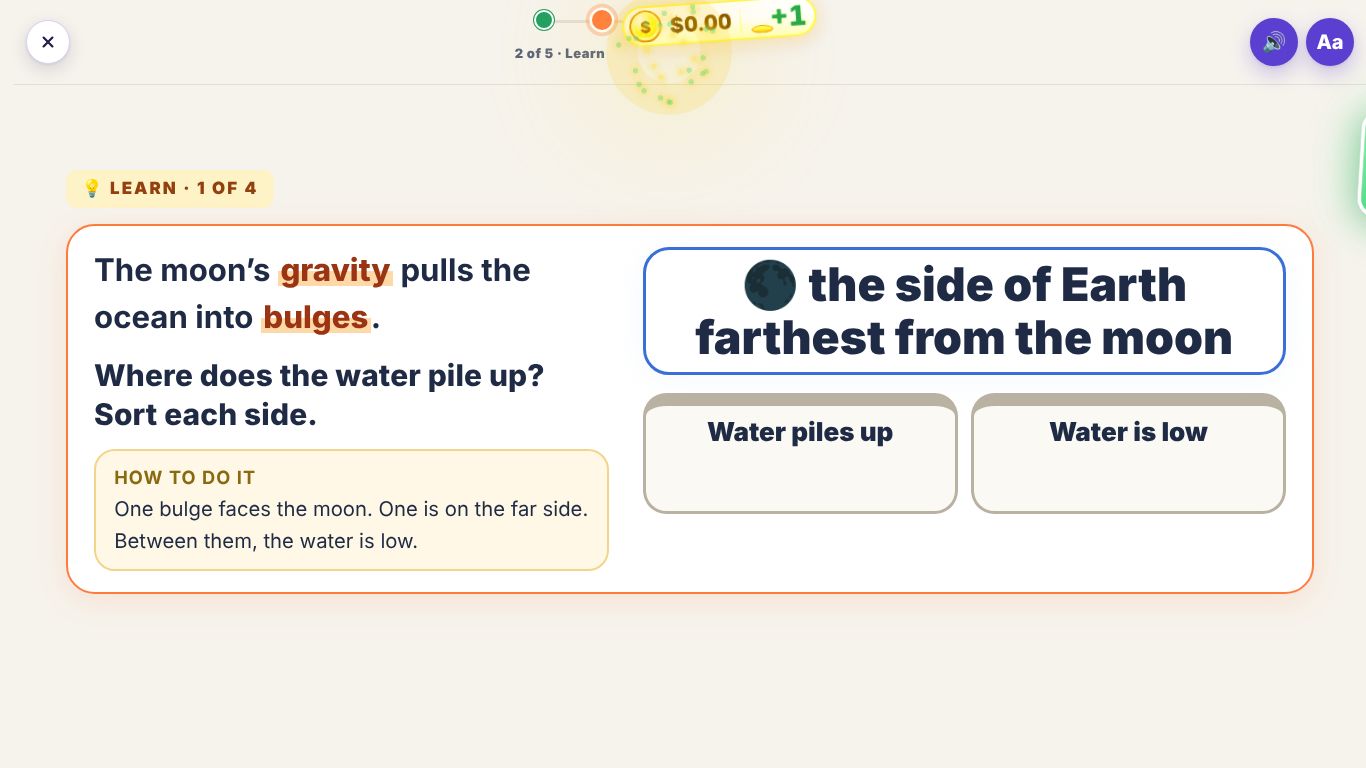 $0.00
+1
2 of 5 · Learn
Aa
💡 LEARN · 1 OF 4
The moon’s gravity pulls the
ocean into bulges.
Where does the water pile up?
Sort each side.
HOW TO DO IT
One bulge faces the moon. One is on the far side.
Between them, the water is low.
🌑 the side of Earth
farthest from the moon
Water piles up
Water is low